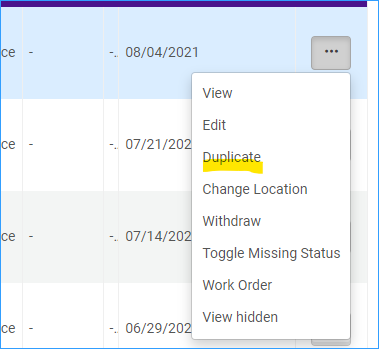 ce - -.. 08/04/2021 ...
View
Edit
ce - -.. 07/21/202
Duplicate
Change Location
ce - -.. 07/14/202
Withdraw
Toggle Missing Status
Work Order
View hidden
ce - -.. 06/29/202